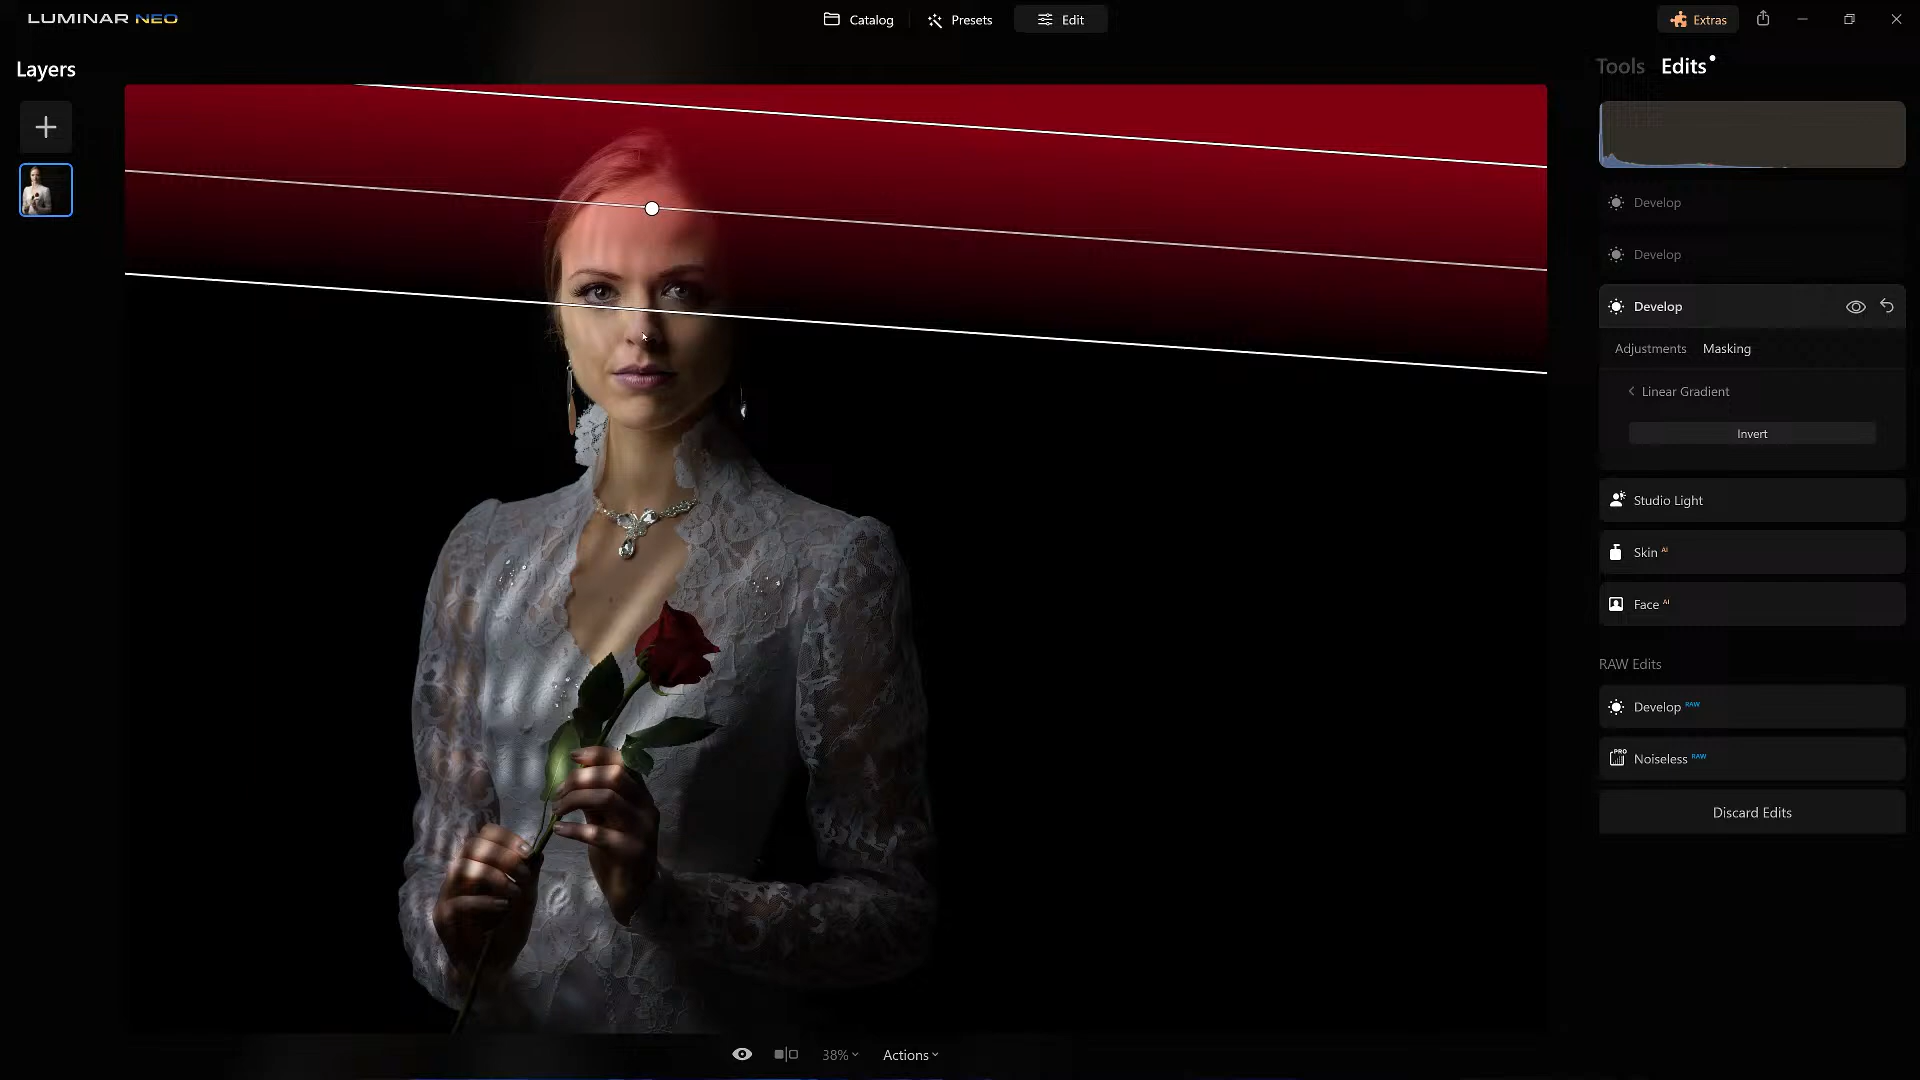 LUMINAR NEO
Catalog
Presets
Edit
Extras
Layers
Tools
Edits
Develop
Develop
Develop
Adjustments
Masking
Linear Gradient
Invert
Studio Light
Skin AI
Face AI
RAW Edits
Develop RAW
PRO
Noiseless RAW
Discard Edits
38%
Actions